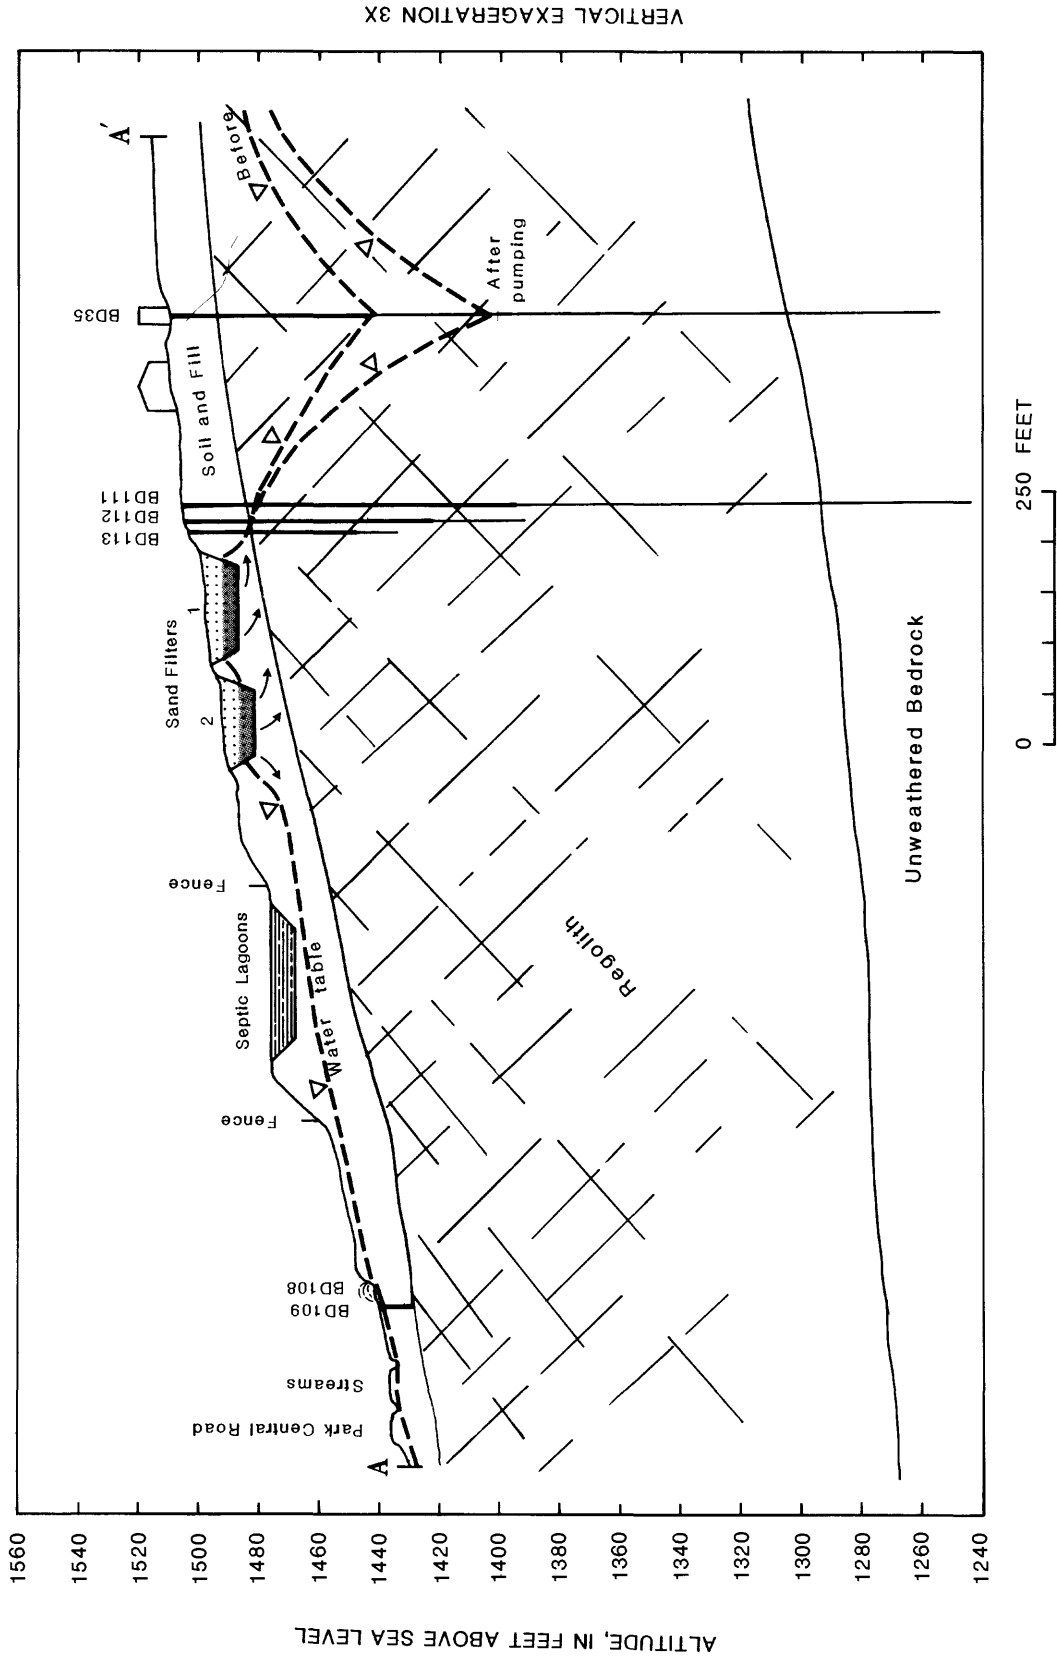 ALTITUDE, IN FEET ABOVE SEA LEVEL
1560
1540
1520
1500
1480
1460
1440
1420
1400
1380
1360
1340
1320
1300
1280
1260
1240
A
Park Central Road
Streams
BD109
BD108
Fence
Septic Lagoons
Fence
Sand Filters
2
1
BD113
BD112
BD111
BD35
A'
Soil and Fill
Before
After
pumping
Water table
Regolith
Unweathered Bedrock
0
250 FEET
VERTICAL EXAGERATION 3X